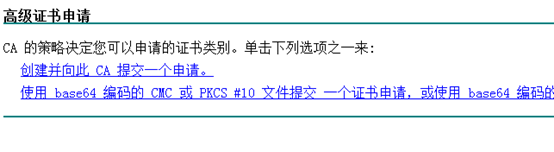 高级证书申请
CA 的策略决定您可以申请的证书类别。单击下列选项之一来:
创建并向此 CA 提交一个申请。
使用 base64 编码的 CMC 或 PKCS #10 文件提交 一个证书申请，或使用 base64 编码的